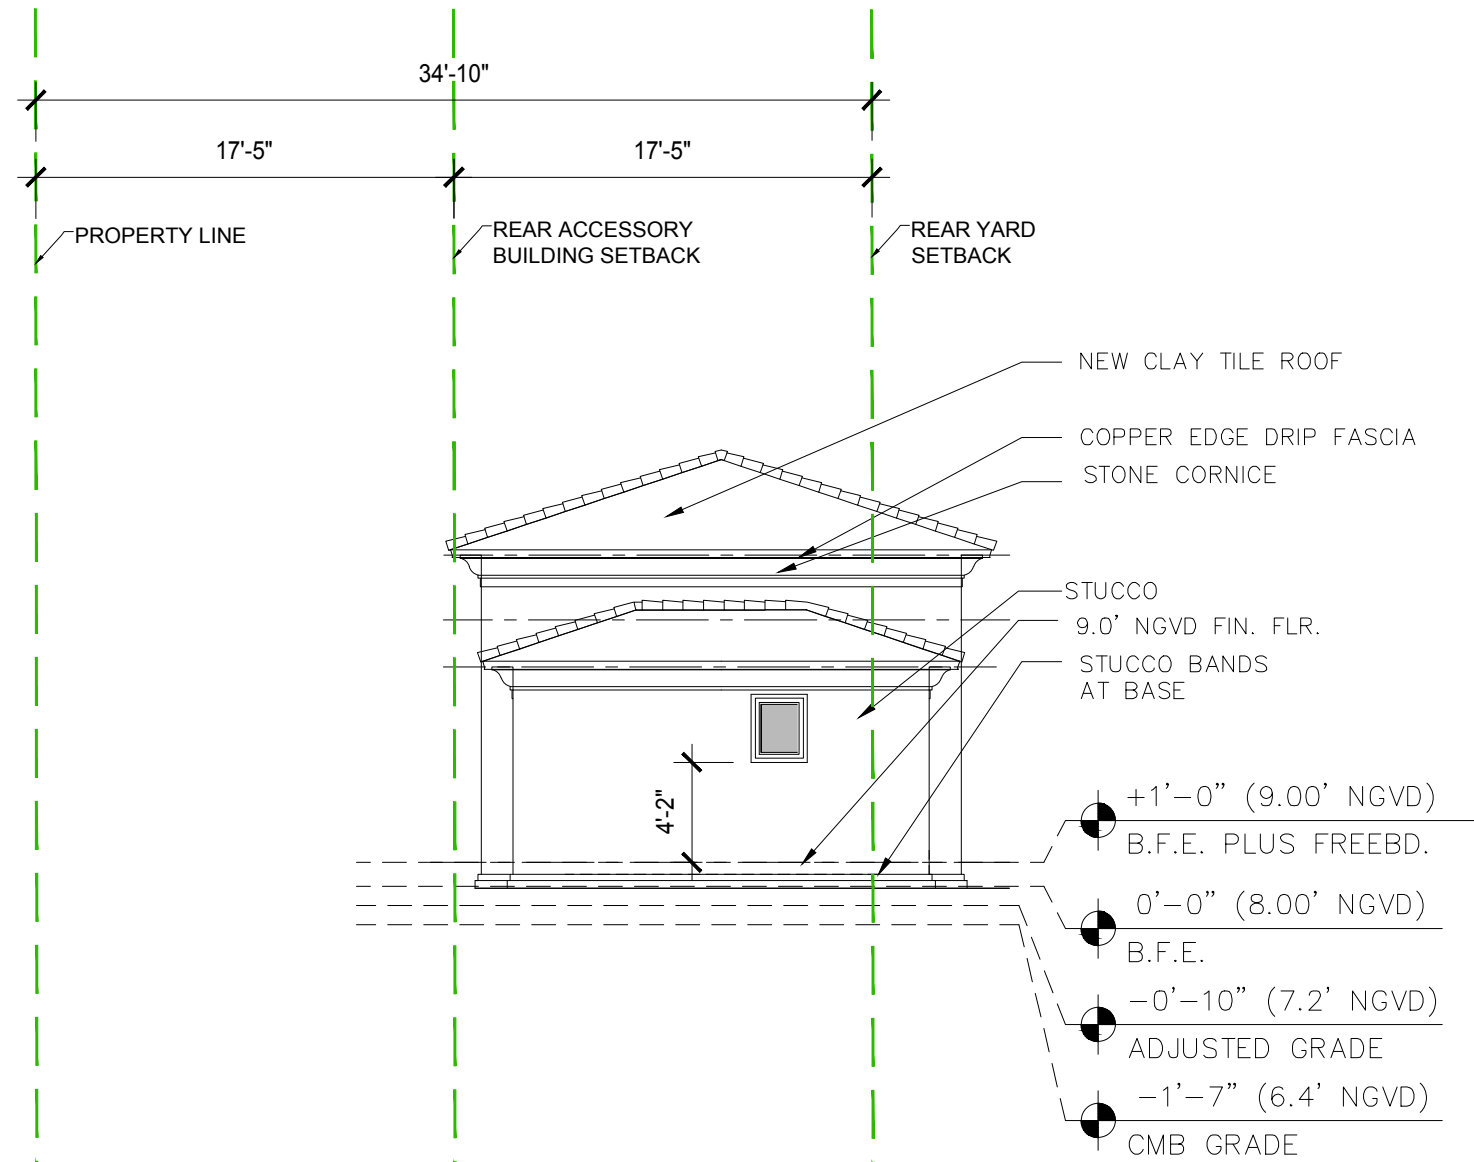 34'-10"
17'-5"
17'-5"
PROPERTY LINE
REAR ACCESSORY
BUILDING SETBACK
REAR YARD
SETBACK
NEW CLAY TILE ROOF
COPPER EDGE DRIP FASCIA
STONE CORNICE
STUCCO
9.0' NGVD FIN. FLR.
STUCCO BANDS
AT BASE
4'-2"
+1'-0" (9.00' NGVD)
B.F.E. PLUS FREEBD.
0'-0" (8.00' NGVD)
B.F.E.
-0'-10" (7.2' NGVD)
ADJUSTED GRADE
-1'-7" (6.4' NGVD)
CMB GRADE